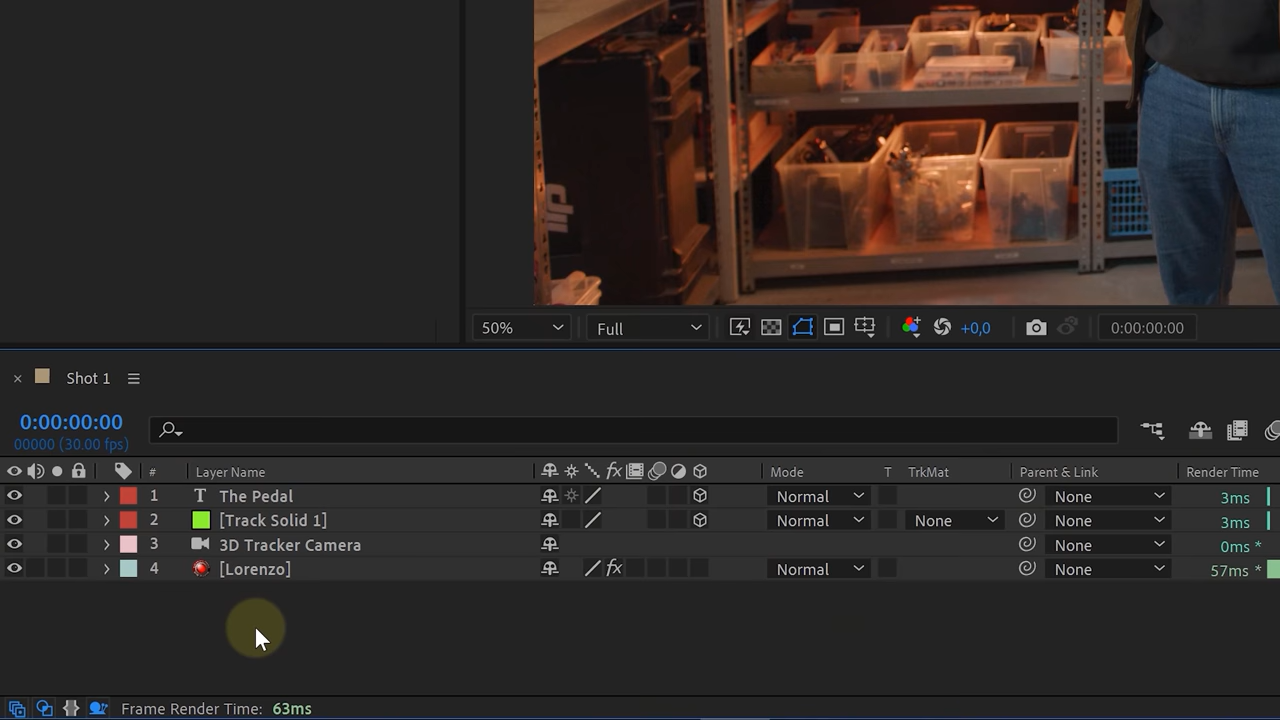 50%
Full
+0,0
0:00:00:00
× Shot 1
0:00:00:00
00000 (30.00 fps)
# Layer Name fx Mode T TrkMat Parent & Link Render Time
1 T The Pedal Normal None 3ms
2 [Track Solid 1] Normal None None 3ms
3 3D Tracker Camera None 0ms *
4 [Lorenzo] fx Normal None 57ms *
Frame Render Time: 63ms